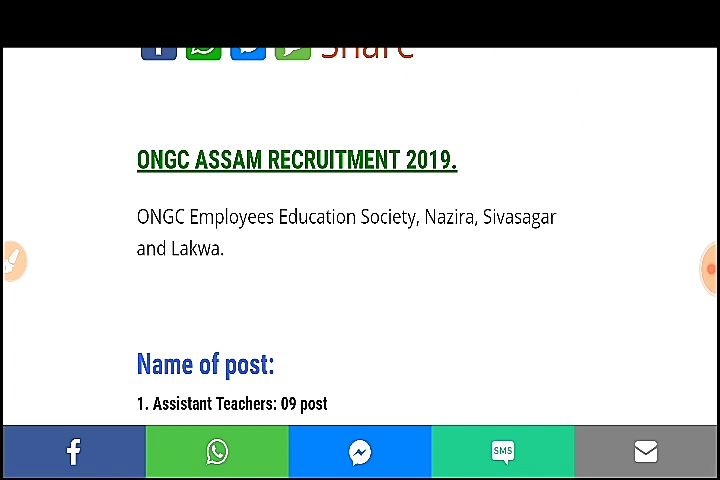 Share
ONGC ASSAM RECRUITMENT 2019.
ONGC Employees Education Society, Nazira, Sivasagar
and Lakwa.
Name of post:
1. Assistant Teachers: 09 post
SMS